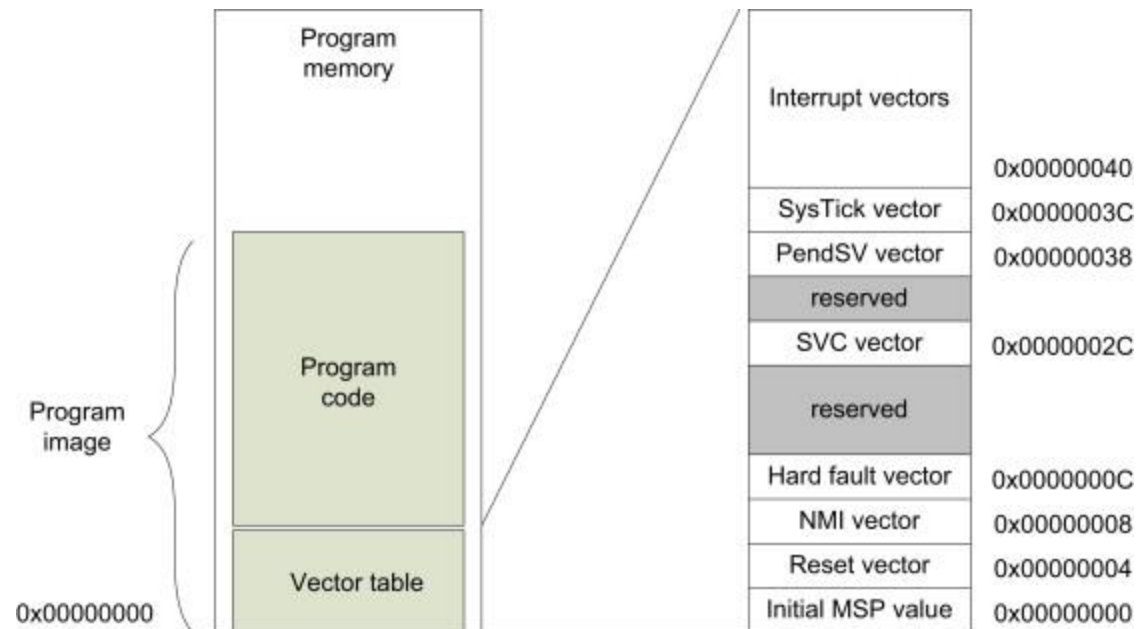 Program
memory
Program
code
Program
image
Vector table
0x00000000
Interrupt vectors
0x00000040
SysTick vector
0x0000003C
PendSV vector
0x00000038
reserved
SVC vector
0x0000002C
reserved
Hard fault vector
0x0000000C
NMI vector
0x00000008
Reset vector
0x00000004
Initial MSP value
0x00000000